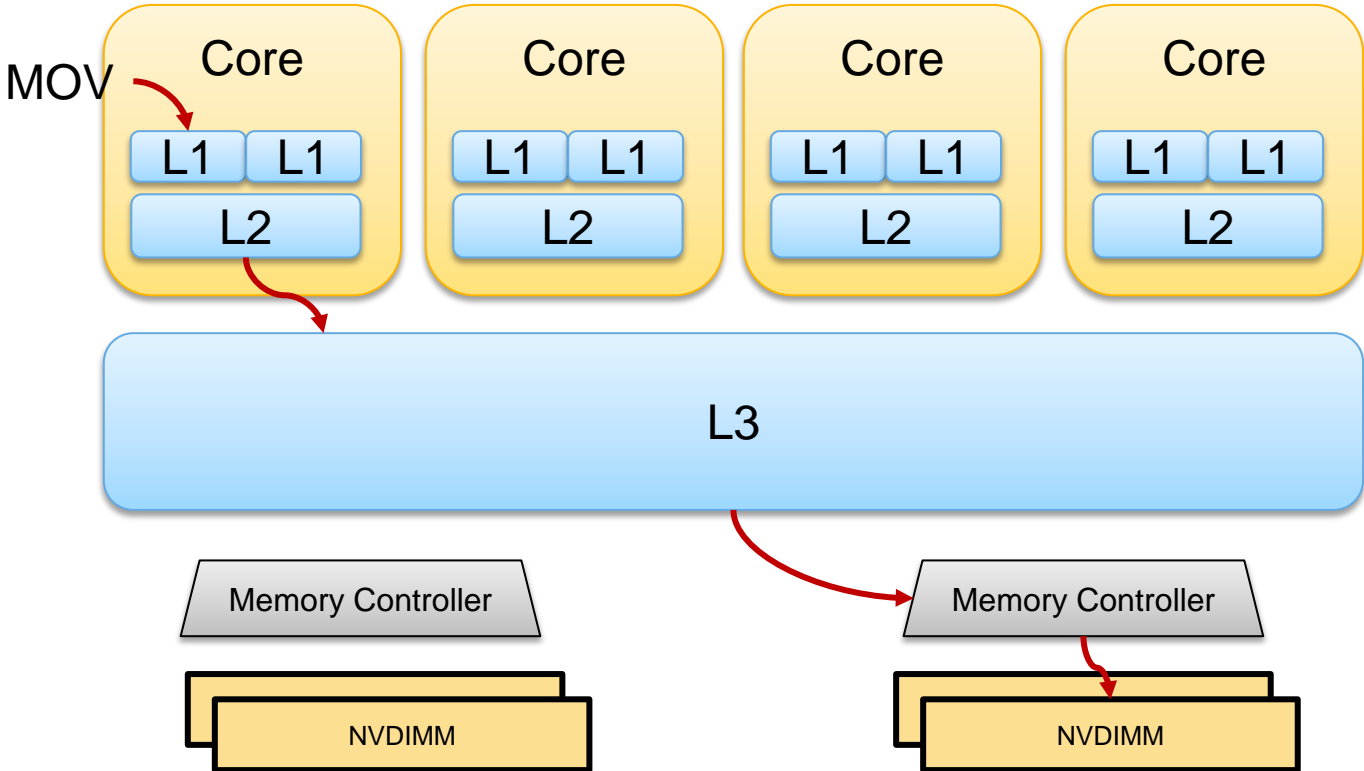 Core
Core
Core
Core
MOV
L1 L1
L1 L1
L1 L1
L1 L1
L2
L2
L2
L2
L3
Memory Controller
Memory Controller
NVDIMM
NVDIMM